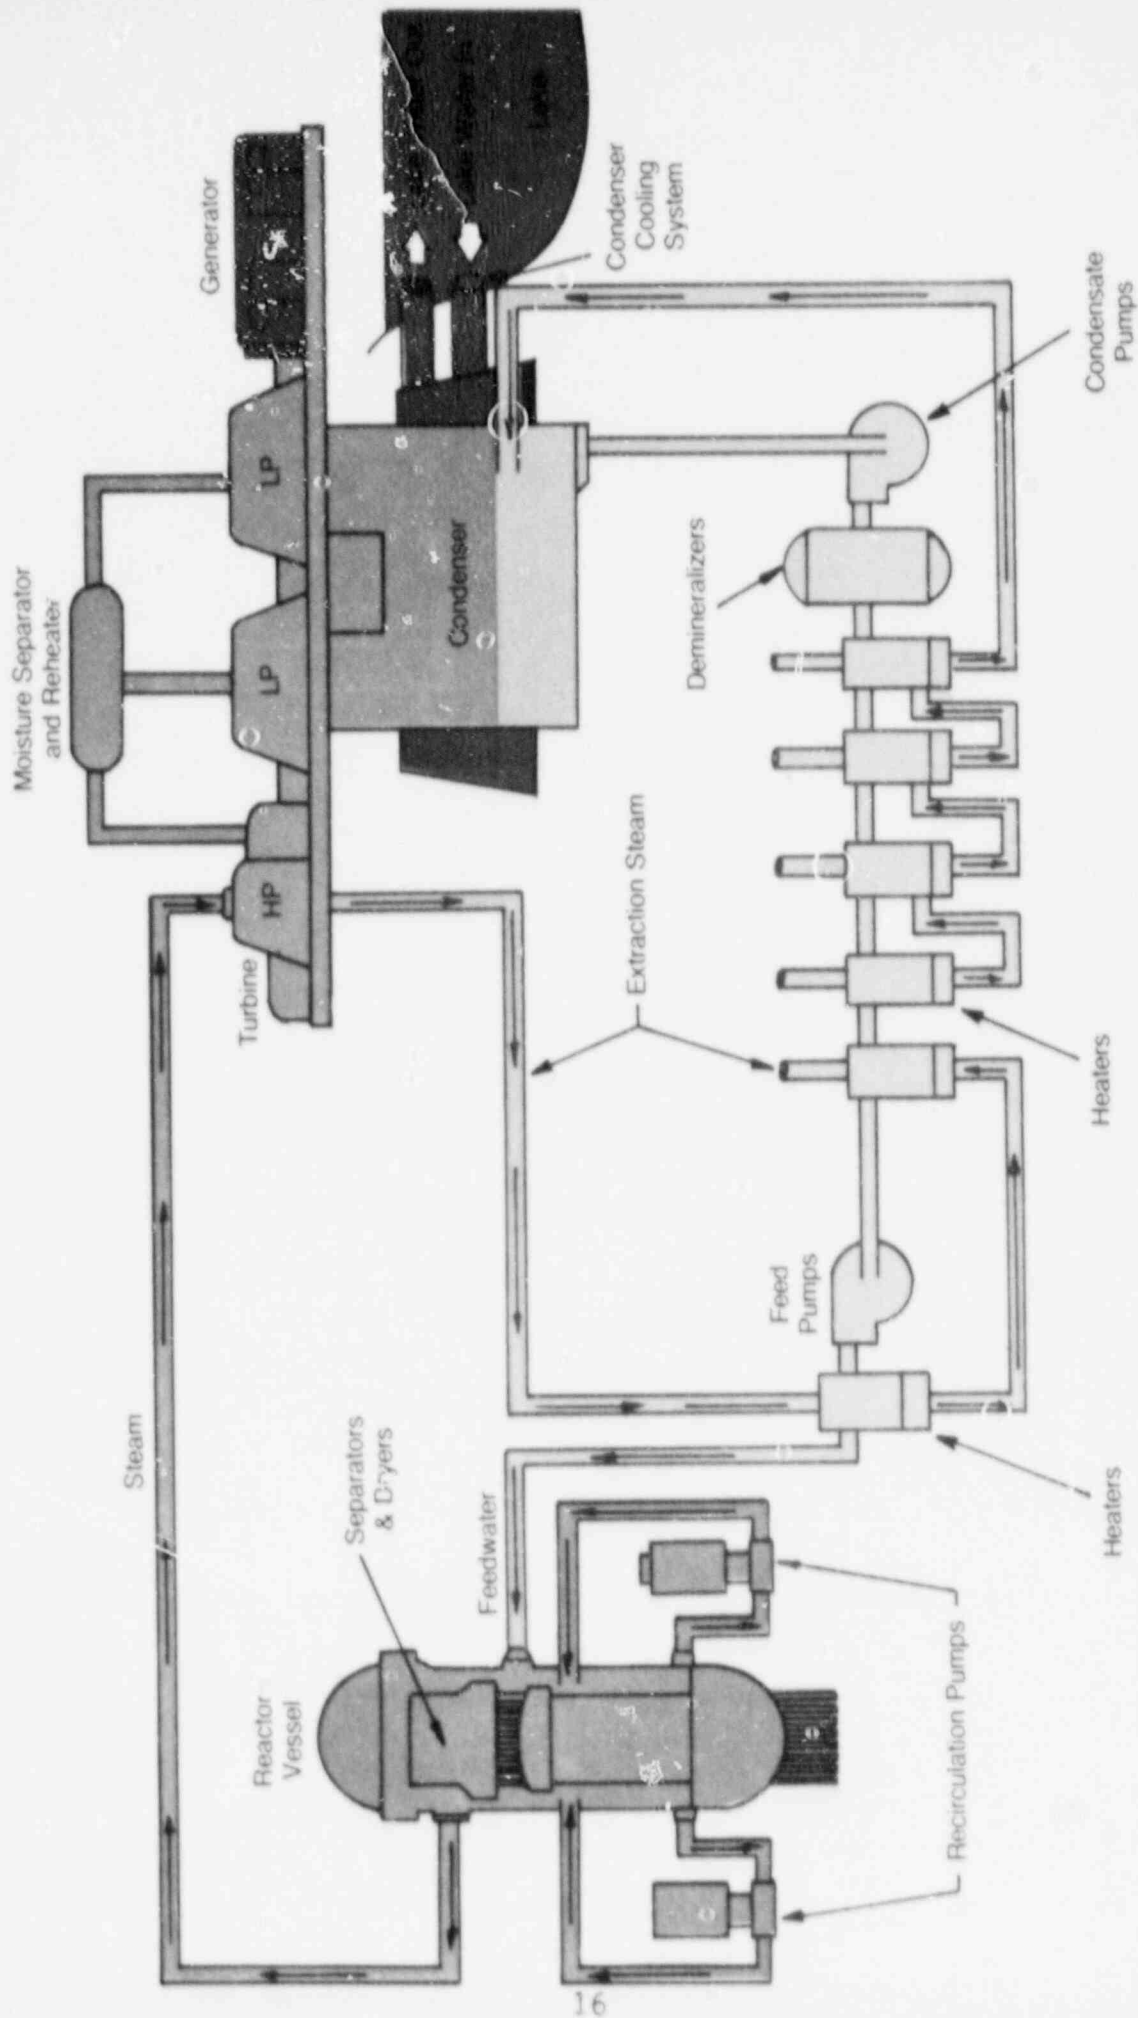 Moisture Separator
and Reheater
Generator
Steam
Turbine
HP
LP
LP
Reactor
Vessel
Separators
& Dryers
Condenser
Condenser
Cooling
System
Extraction Steam
Feedwater
Feed
Pumps
Demineralizers
Condensate
Pumps
Heaters
Heaters
Recirculation Pumps
16